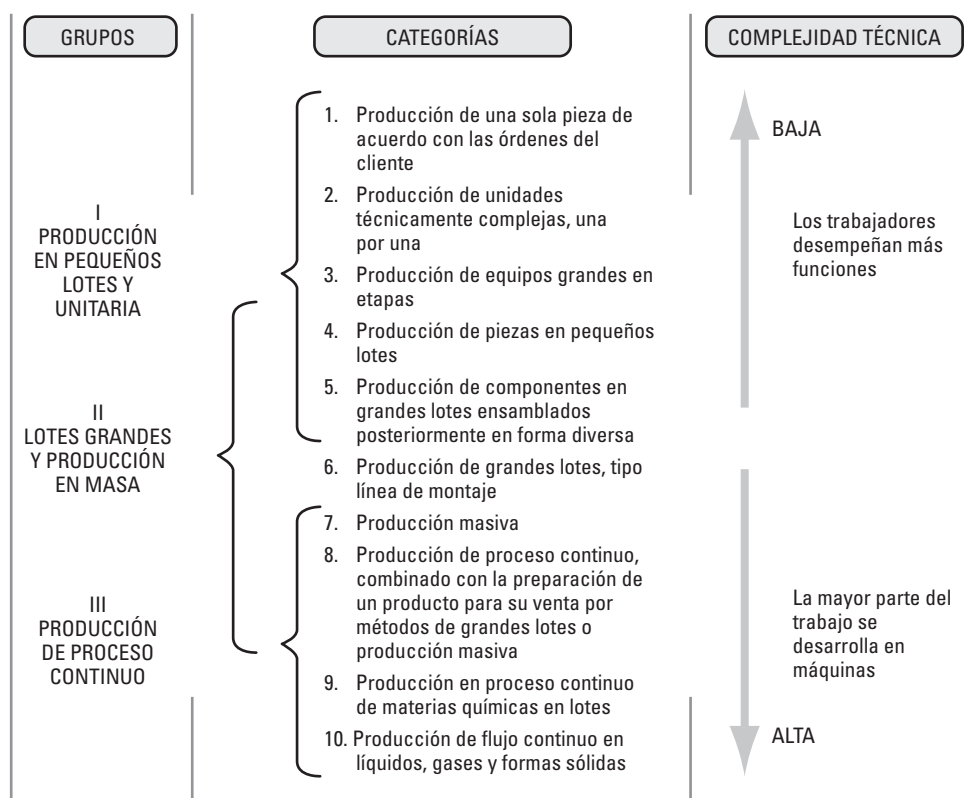 GRUPOS
CATEGORÍAS
COMPLEJIDAD TÉCNICA
I
PRODUCCIÓN
EN PEQUEÑOS
LOTES Y
UNITARIA
II
LOTES GRANDES
Y PRODUCCIÓN
EN MASA
III
PRODUCCIÓN
DE PROCESO
CONTINUO
1. Producción de una sola pieza de
acuerdo con las órdenes del
cliente
2. Producción de unidades
técnicamente complejas, una
por una
3. Producción de equipos grandes en
etapas
4. Producción de piezas en pequeños
lotes
5. Producción de componentes en
grandes lotes ensamblados
posteriormente en forma diversa
6. Producción de grandes lotes, tipo
línea de montaje
7. Producción masiva
8. Producción de proceso continuo,
combinado con la preparación de
un producto para su venta por
métodos de grandes lotes o
producción masiva
9. Producción en proceso continuo
de materias químicas en lotes
10. Producción de flujo continuo en
líquidos, gases y formas sólidas
BAJA
Los trabajadores
desempeñan más
funciones
La mayor parte del
trabajo se
desarrolla en
máquinas
ALTA